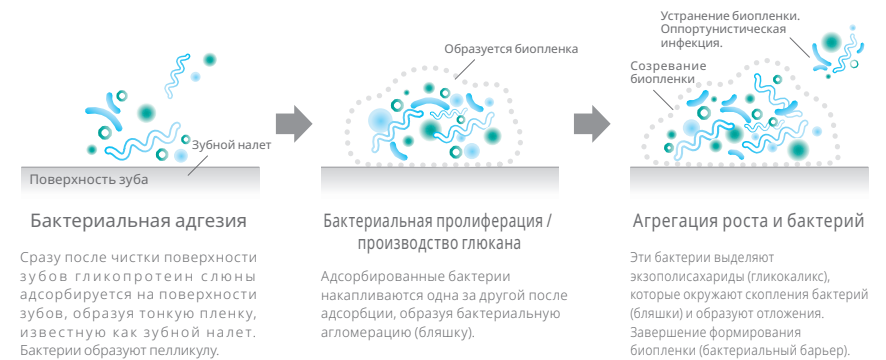 Зубной налет
Поверхность зуба
Бактериальная адгезия
Сразу после чистки поверхности
зубов гликопротеин слюны
адсорбируется на поверхности
зубов, образуя тонкую пленку,
известную как зубной налет.
Бактерии образуют пелликулу.
Образуется биопленка
Бактериальная пролиферация /
производство глюкана
Адсорбированные бактерии
накапливаются одна за другой после
адсорбции, образуя бактериальную
агломерацию (бляшку).
Устранение биопленки.
Оппортунистическая
инфекция.
Созревание
биопленки
Агрегация роста и бактерий
Эти бактерии выделяют
экзополисахариды (гликокаликс),
которые окружают скопления бактерий
(бляшки) и образуют отложения.
Завершение формирования
биопленки (бактериальный барьер).